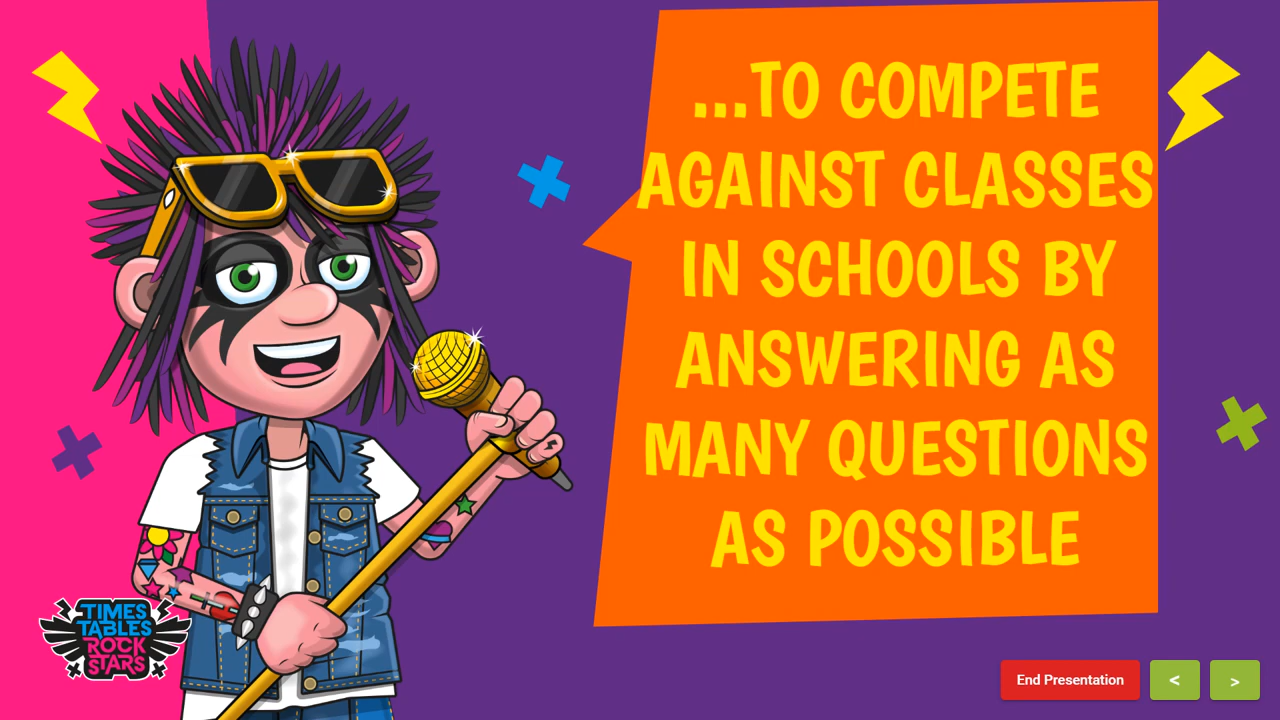 ...TO COMPETE
AGAINST CLASSES
IN SCHOOLS BY
ANSWERING AS
MANY QUESTIONS
AS POSSIBLE
TIMES
TABLES
ROCK
STARS
End Presentation
<
>